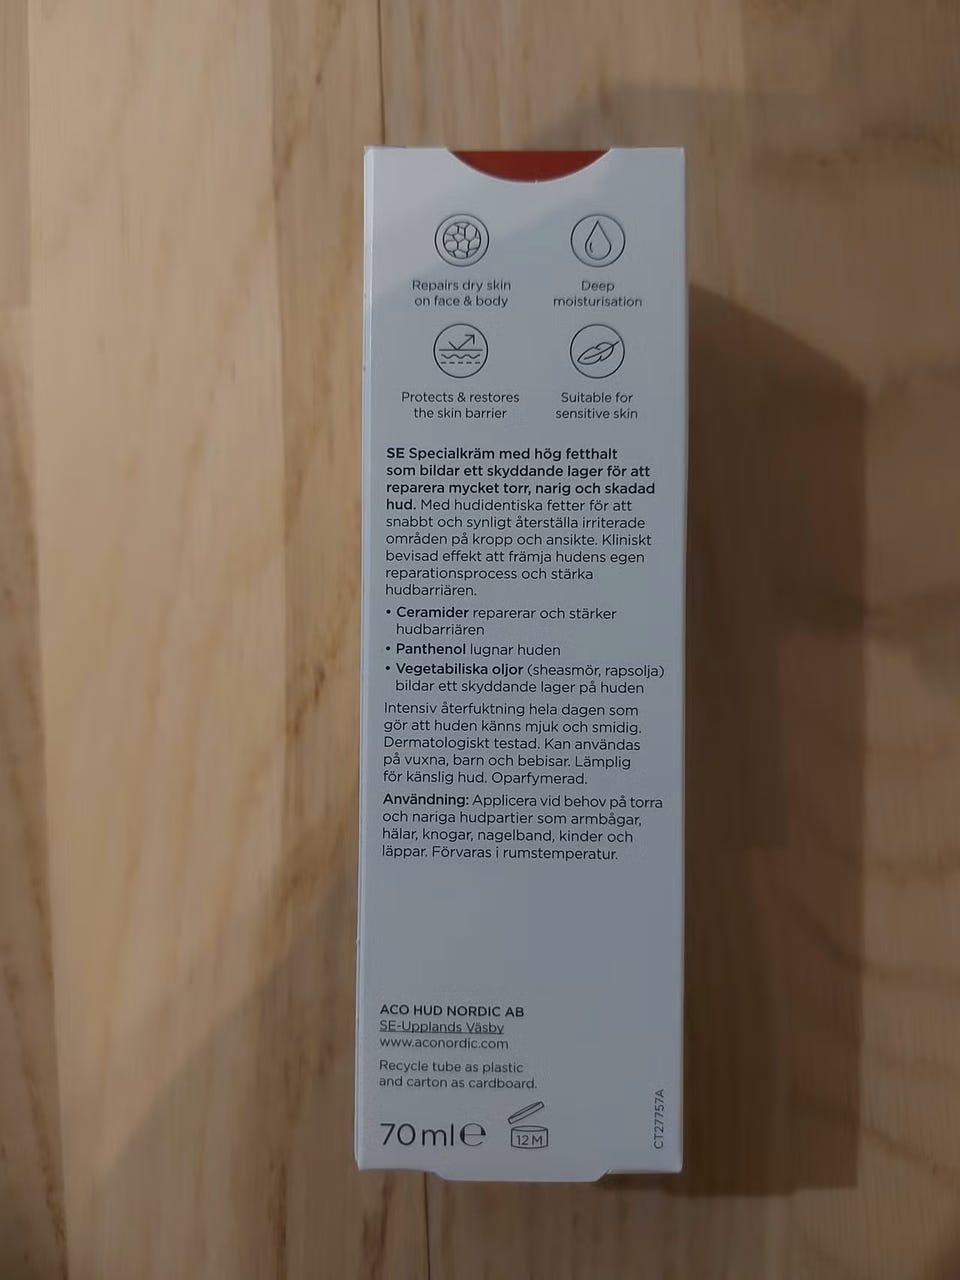 Repairs dry skin
on face & body
Deep
moisturisation
Protects & restores
the skin barrier
Suitable for
sensitive skin
SE Specialkräm med hög fetthalt
som bildar ett skyddande lager för att
reparera mycket torr, narig och skadad
hud. Med hudidentiska fetter för att
snabbt och synligt återställa irriterade
områden på kropp och ansikte. Kliniskt
bevisad effekt att främja hudens egen
reparationsprocess och stärka
hudbarriären.
• Ceramider reparerar och stärker
hudbarriären
• Panthenol lugnar huden
• Vegetabiliska oljor (sheasmör, rapsolja)
bildar ett skyddande lager på huden
Intensiv återfuktning hela dagen som
gör att huden känns mjuk och smidig.
Dermatologiskt testad. Kan användas
på vuxna, barn och bebisar. Lämplig
för känslig hud. Oparfymerad.
Användning: Applicera vid behov på torra
och nariga hudpartier som armbågar,
hälar, knogar, nagelband, kinder och
läppar. Förvaras i rumstemperatur.
ACO HUD NORDIC AB
SE-Upplands Väsby
www.aconordic.com
Recycle tube as plastic
and carton as cardboard.
70 ml e
12 M
CT27757A